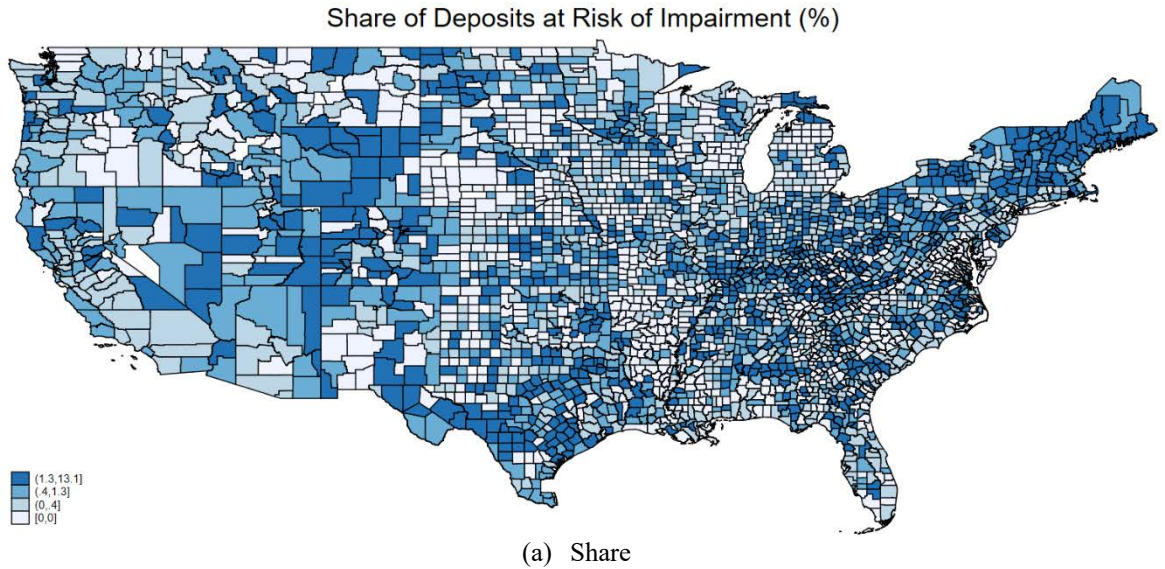 Share of Deposits at Risk of Impairment (%)
(1.3,13.1]
(.4,1.3]
(0,.4]
[0,0]
(a) Share